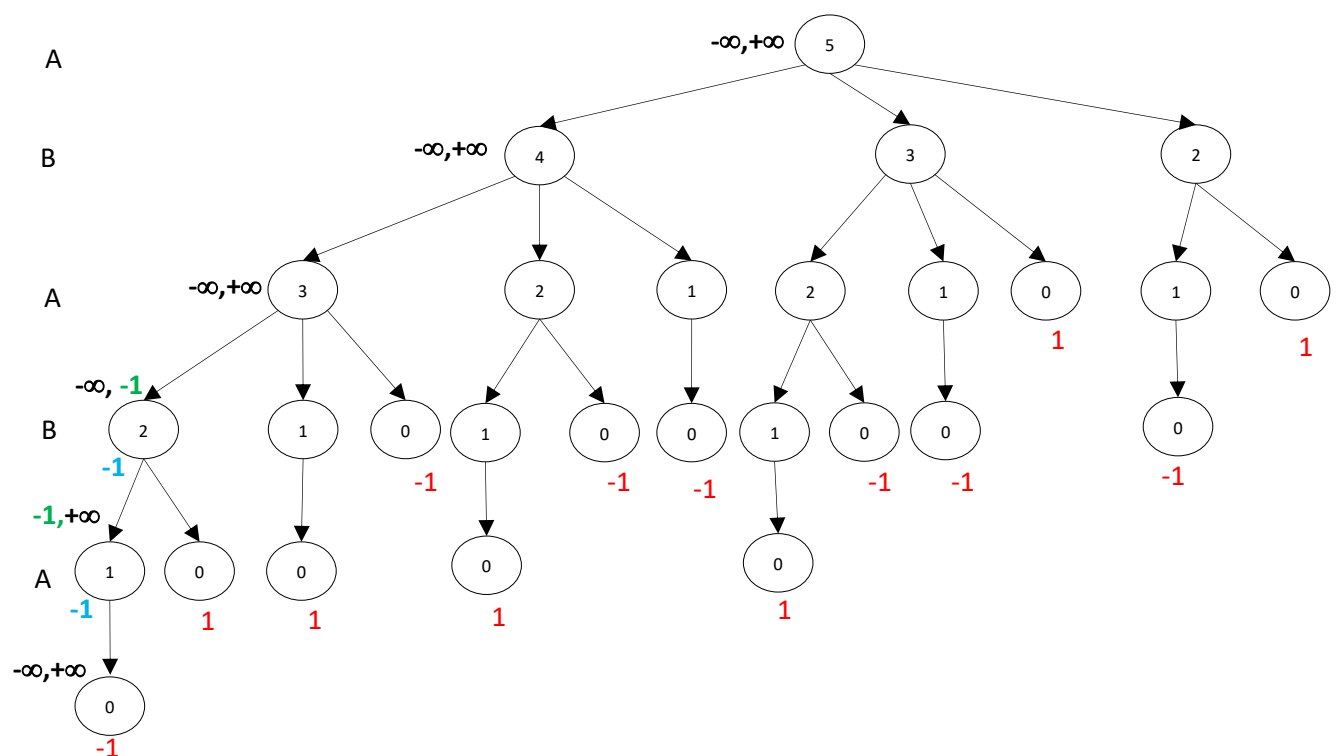 A -∞,+∞ 5
B -∞,+∞ 4 3 2
A -∞,+∞ 3 2 1 2 1 0 1 0
1 1
-∞, -1
B 2 1 0 1 0 0 1 0 0 0
-1 -1 -1 -1 -1 -1 -1
-1,+∞
A 1 0 0 0 0
-1 1 1 1 1
-∞,+∞
0
-1